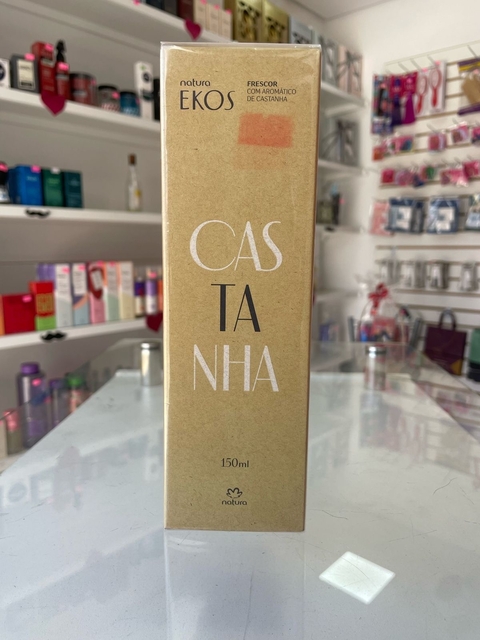 natura
EKOS
FRESCOR
COM AROMÁTICO
DE CASTANHA
CAS
TA
NHA
150ml
natura